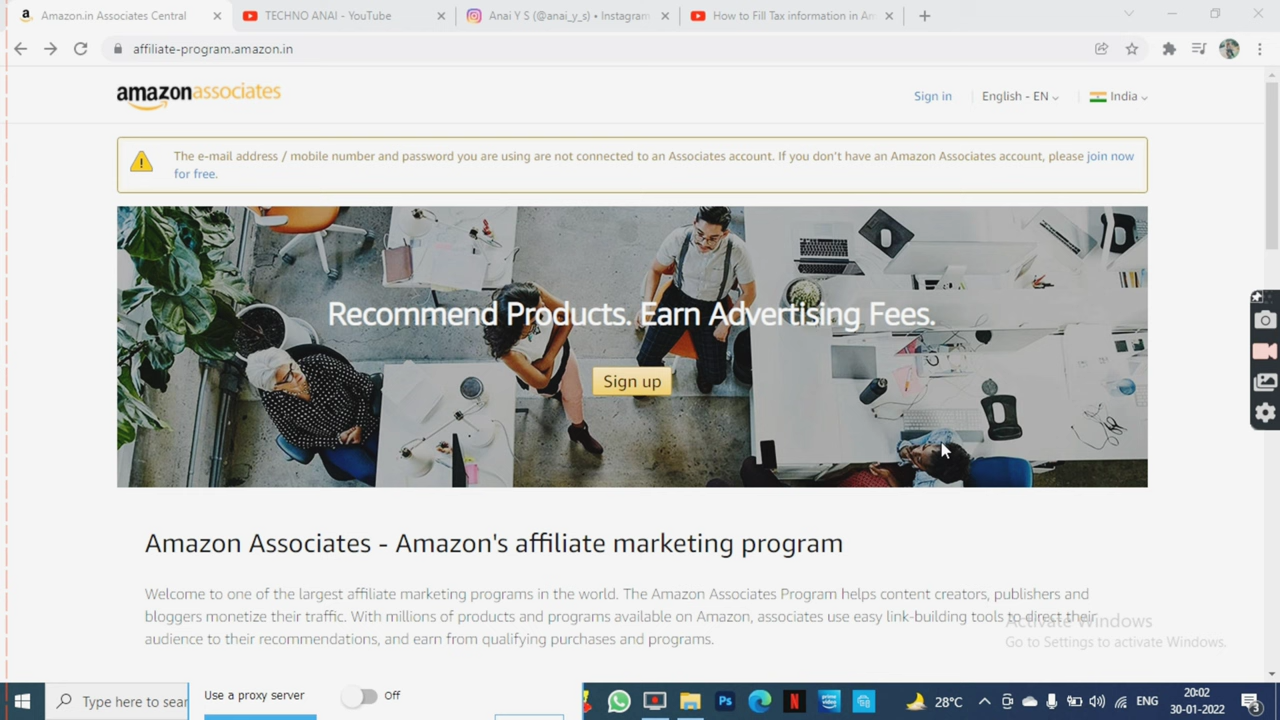 Amazon.in Associates Central
TECHNO ANAI - YouTube
Anai Y S (@anai_y_s) • Instagram
How to Fill Tax information in Am
affiliate-program.amazon.in
amazonassociates
Sign in
English - EN
India
The e-mail address / mobile number and password you are using are not connected to an Associates account. If you don't have an Amazon Associates account, please join now
for free.
Recommend Products. Earn Advertising Fees.
Sign up
Amazon Associates - Amazon's affiliate marketing program
Welcome to one of the largest affiliate marketing programs in the world. The Amazon Associates Program helps content creators, publishers and
bloggers monetize their traffic. With millions of products and programs available on Amazon, associates use easy link-building tools to direct their
audience to their recommendations, and earn from qualifying purchases and programs.
Activate Windows
Go to Settings to activate Windows.
Type here to sear
Use a proxy server
Off
Ps
N
prime video
28°C
ENG
20:02
30-01-2022
3